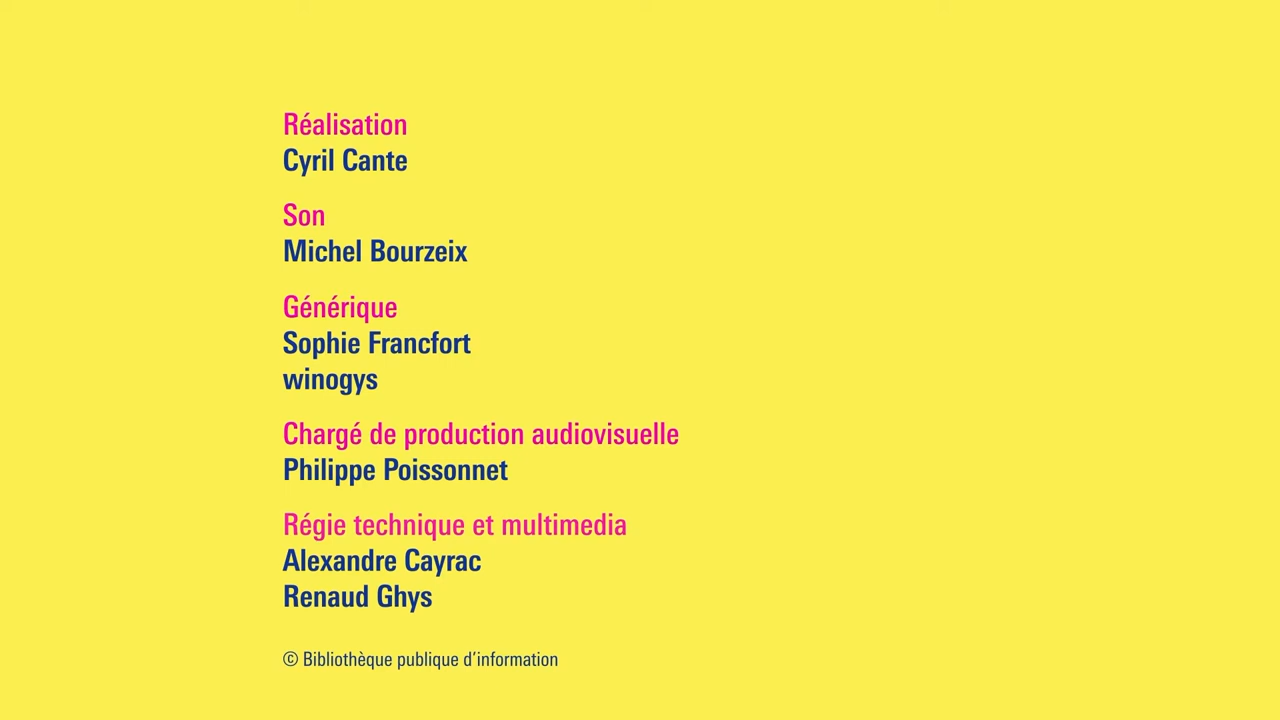 Réalisation
Cyril Cante
Son
Michel Bourzeix
Générique
Sophie Francfort
winogys
Chargé de production audiovisuelle
Philippe Poissonnet
Régie technique et multimedia
Alexandre Cayrac
Renaud Ghys
© Bibliothèque publique d’information